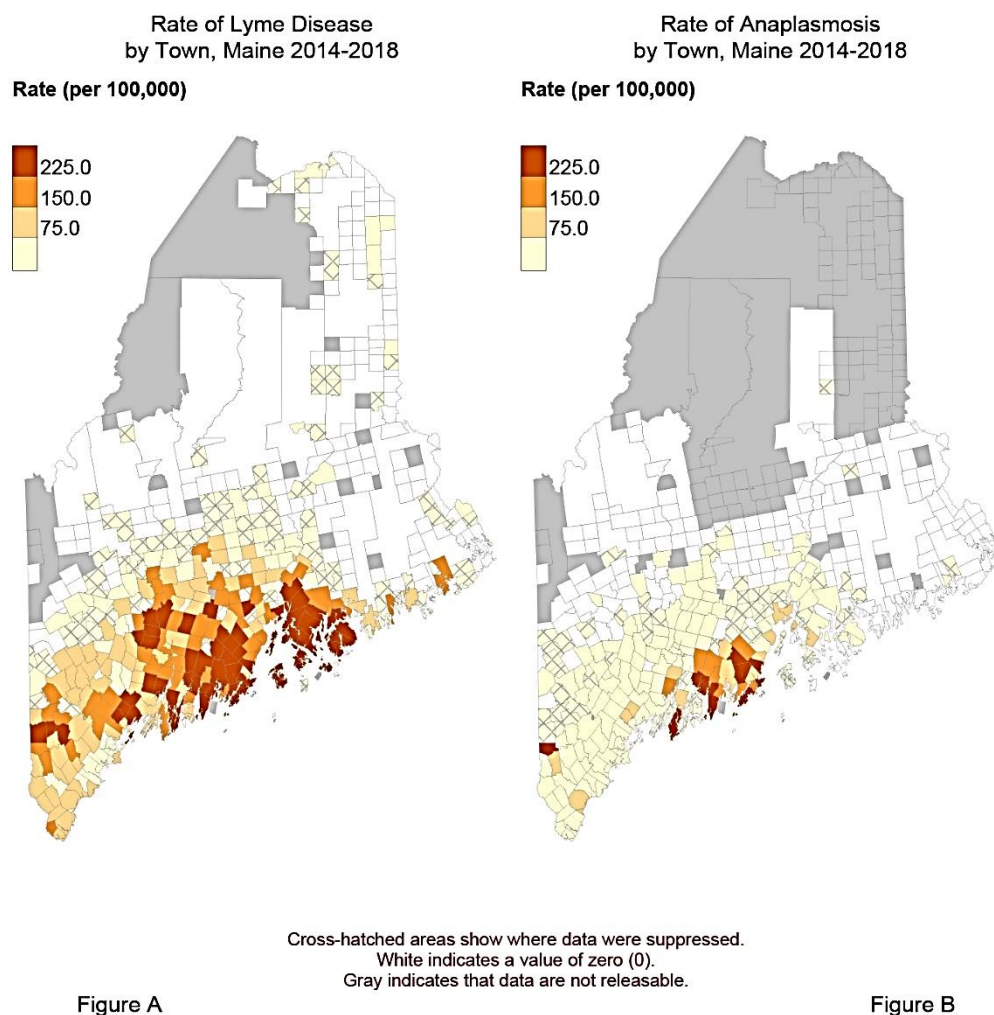 Rate of Lyme Disease
by Town, Maine 2014-2018
Rate (per 100,000)
225.0
150.0
75.0
Rate of Anaplasmosis
by Town, Maine 2014-2018
Rate (per 100,000)
225.0
150.0
75.0
Cross-hatched areas show where data were suppressed.
White indicates a value of zero (0).
Gray indicates that data are not releasable.
Figure A
Figure B